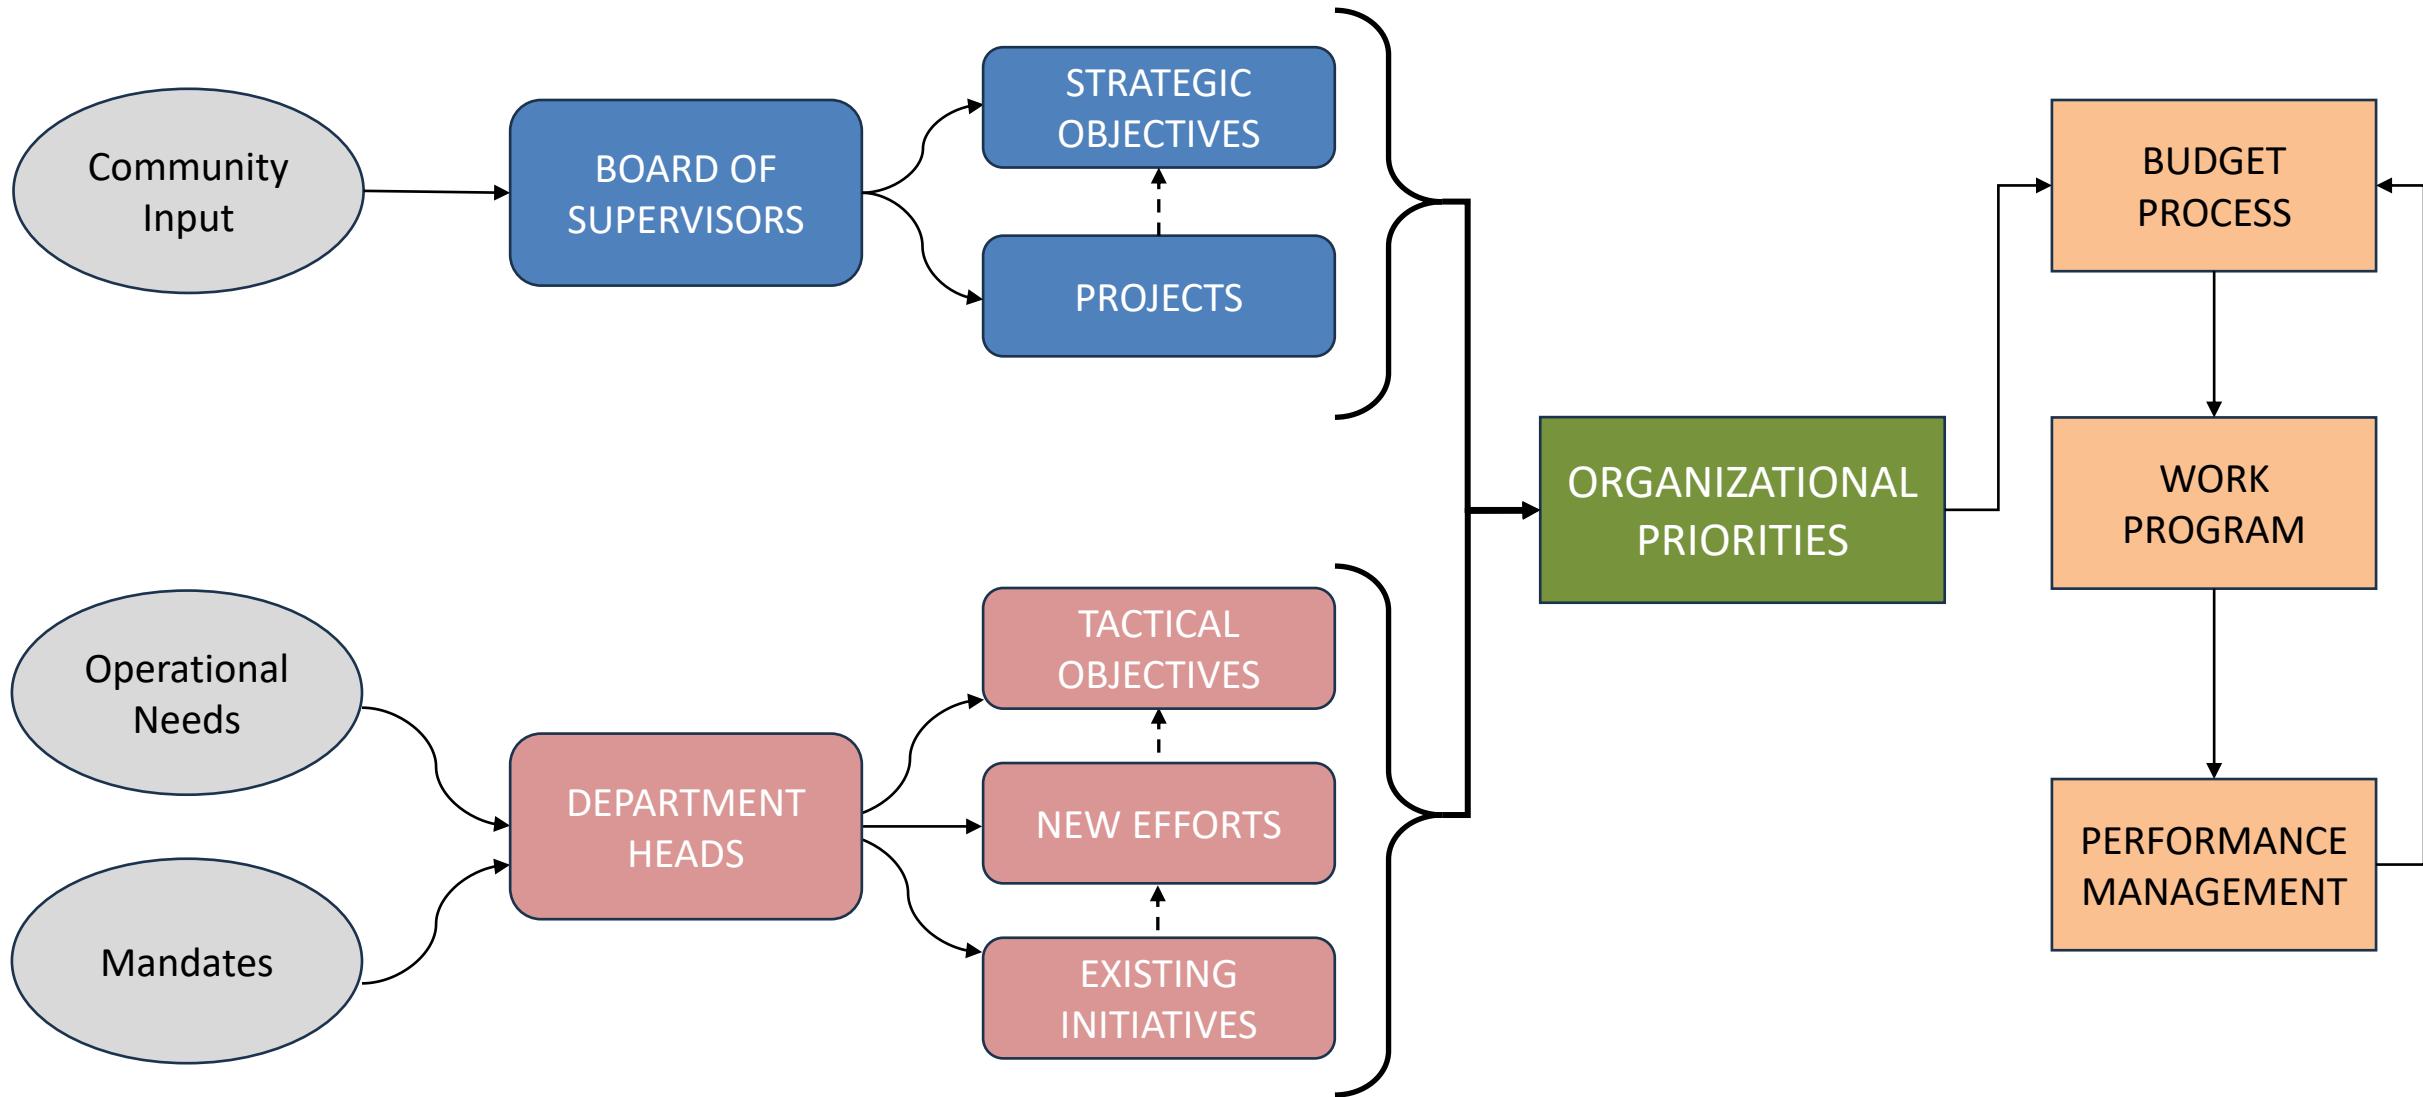 Community
Input
BOARD OF
SUPERVISORS
STRATEGIC
OBJECTIVES
PROJECTS
Operational
Needs
Mandates
DEPARTMENT
HEADS
TACTICAL
OBJECTIVES
NEW EFFORTS
EXISTING
INITIATIVES
ORGANIZATIONAL
PRIORITIES
BUDGET
PROCESS
WORK
PROGRAM
PERFORMANCE
MANAGEMENT